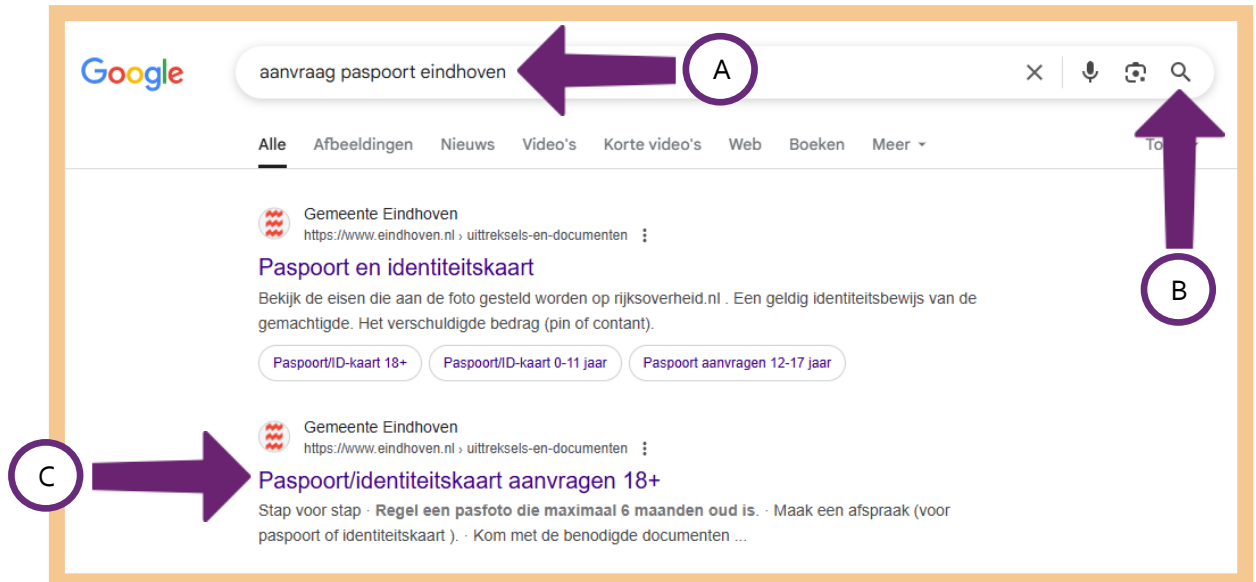 Google
aanvraag paspoort eindhoven
A
Alle Afbeeldingen Nieuws Video's Korte video's Web Boeken Meer
Gemeente Eindhoven
https://www.eindhoven.nl › uittreksels-en-documenten
Paspoort en identiteitskaart
B
Bekijk de eisen die aan de foto gesteld worden op rijksoverheid.nl . Een geldig identiteitsbewijs van de
gemachtigde. Het verschuldigde bedrag (pin of contant).
Paspoort/ID-kaart 18+ Paspoort/ID-kaart 0-11 jaar Paspoort aanvragen 12-17 jaar
Gemeente Eindhoven
https://www.eindhoven.nl › uittreksels-en-documenten
C
Paspoort/identiteitskaart aanvragen 18+
Stap voor stap · Regel een pasfoto die maximaal 6 maanden oud is. · Maak een afspraak (voor
paspoort of identiteitskaart ). · Kom met de benodigde documenten ...